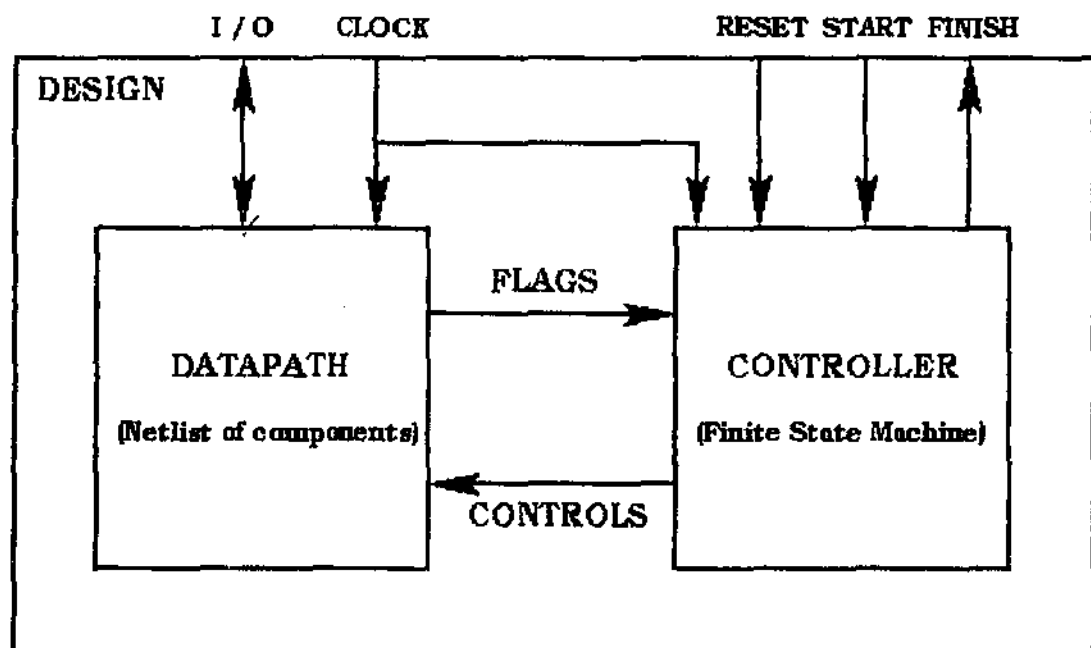 I / O CLOCK RESET START FINISH
DESIGN
FLAGS
DATAPATH
CONTROLLER
(Netlist of components)
(Finite State Machine)
CONTROLS